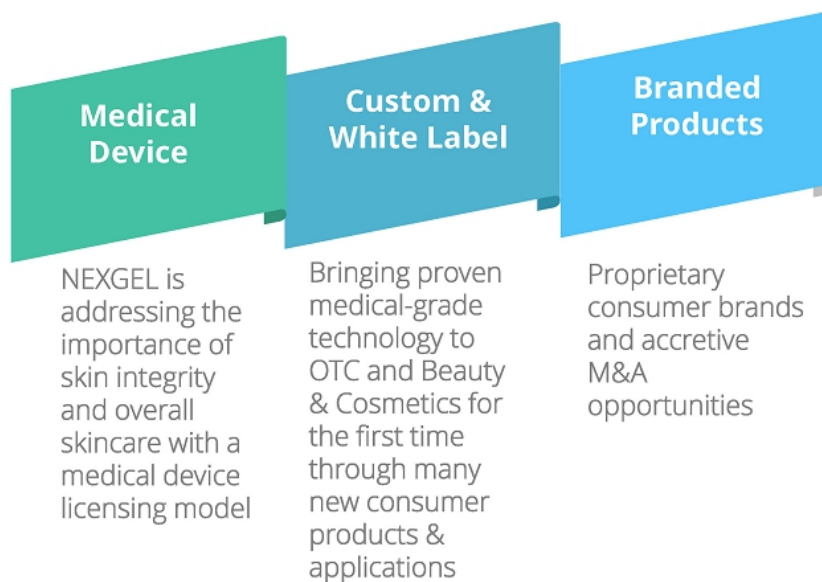 Medical
Device
NEXGEL is
addressing the
importance of
skin integrity
and overall
skincare with a
medical device
licensing model
Custom &
White Label
Bringing proven
medical-grade
technology to
OTC and Beauty
& Cosmetics for
the first time
through many
new consumer
products &
applications
Branded
Products
Proprietary
consumer brands
and accretive
M&A
opportunities